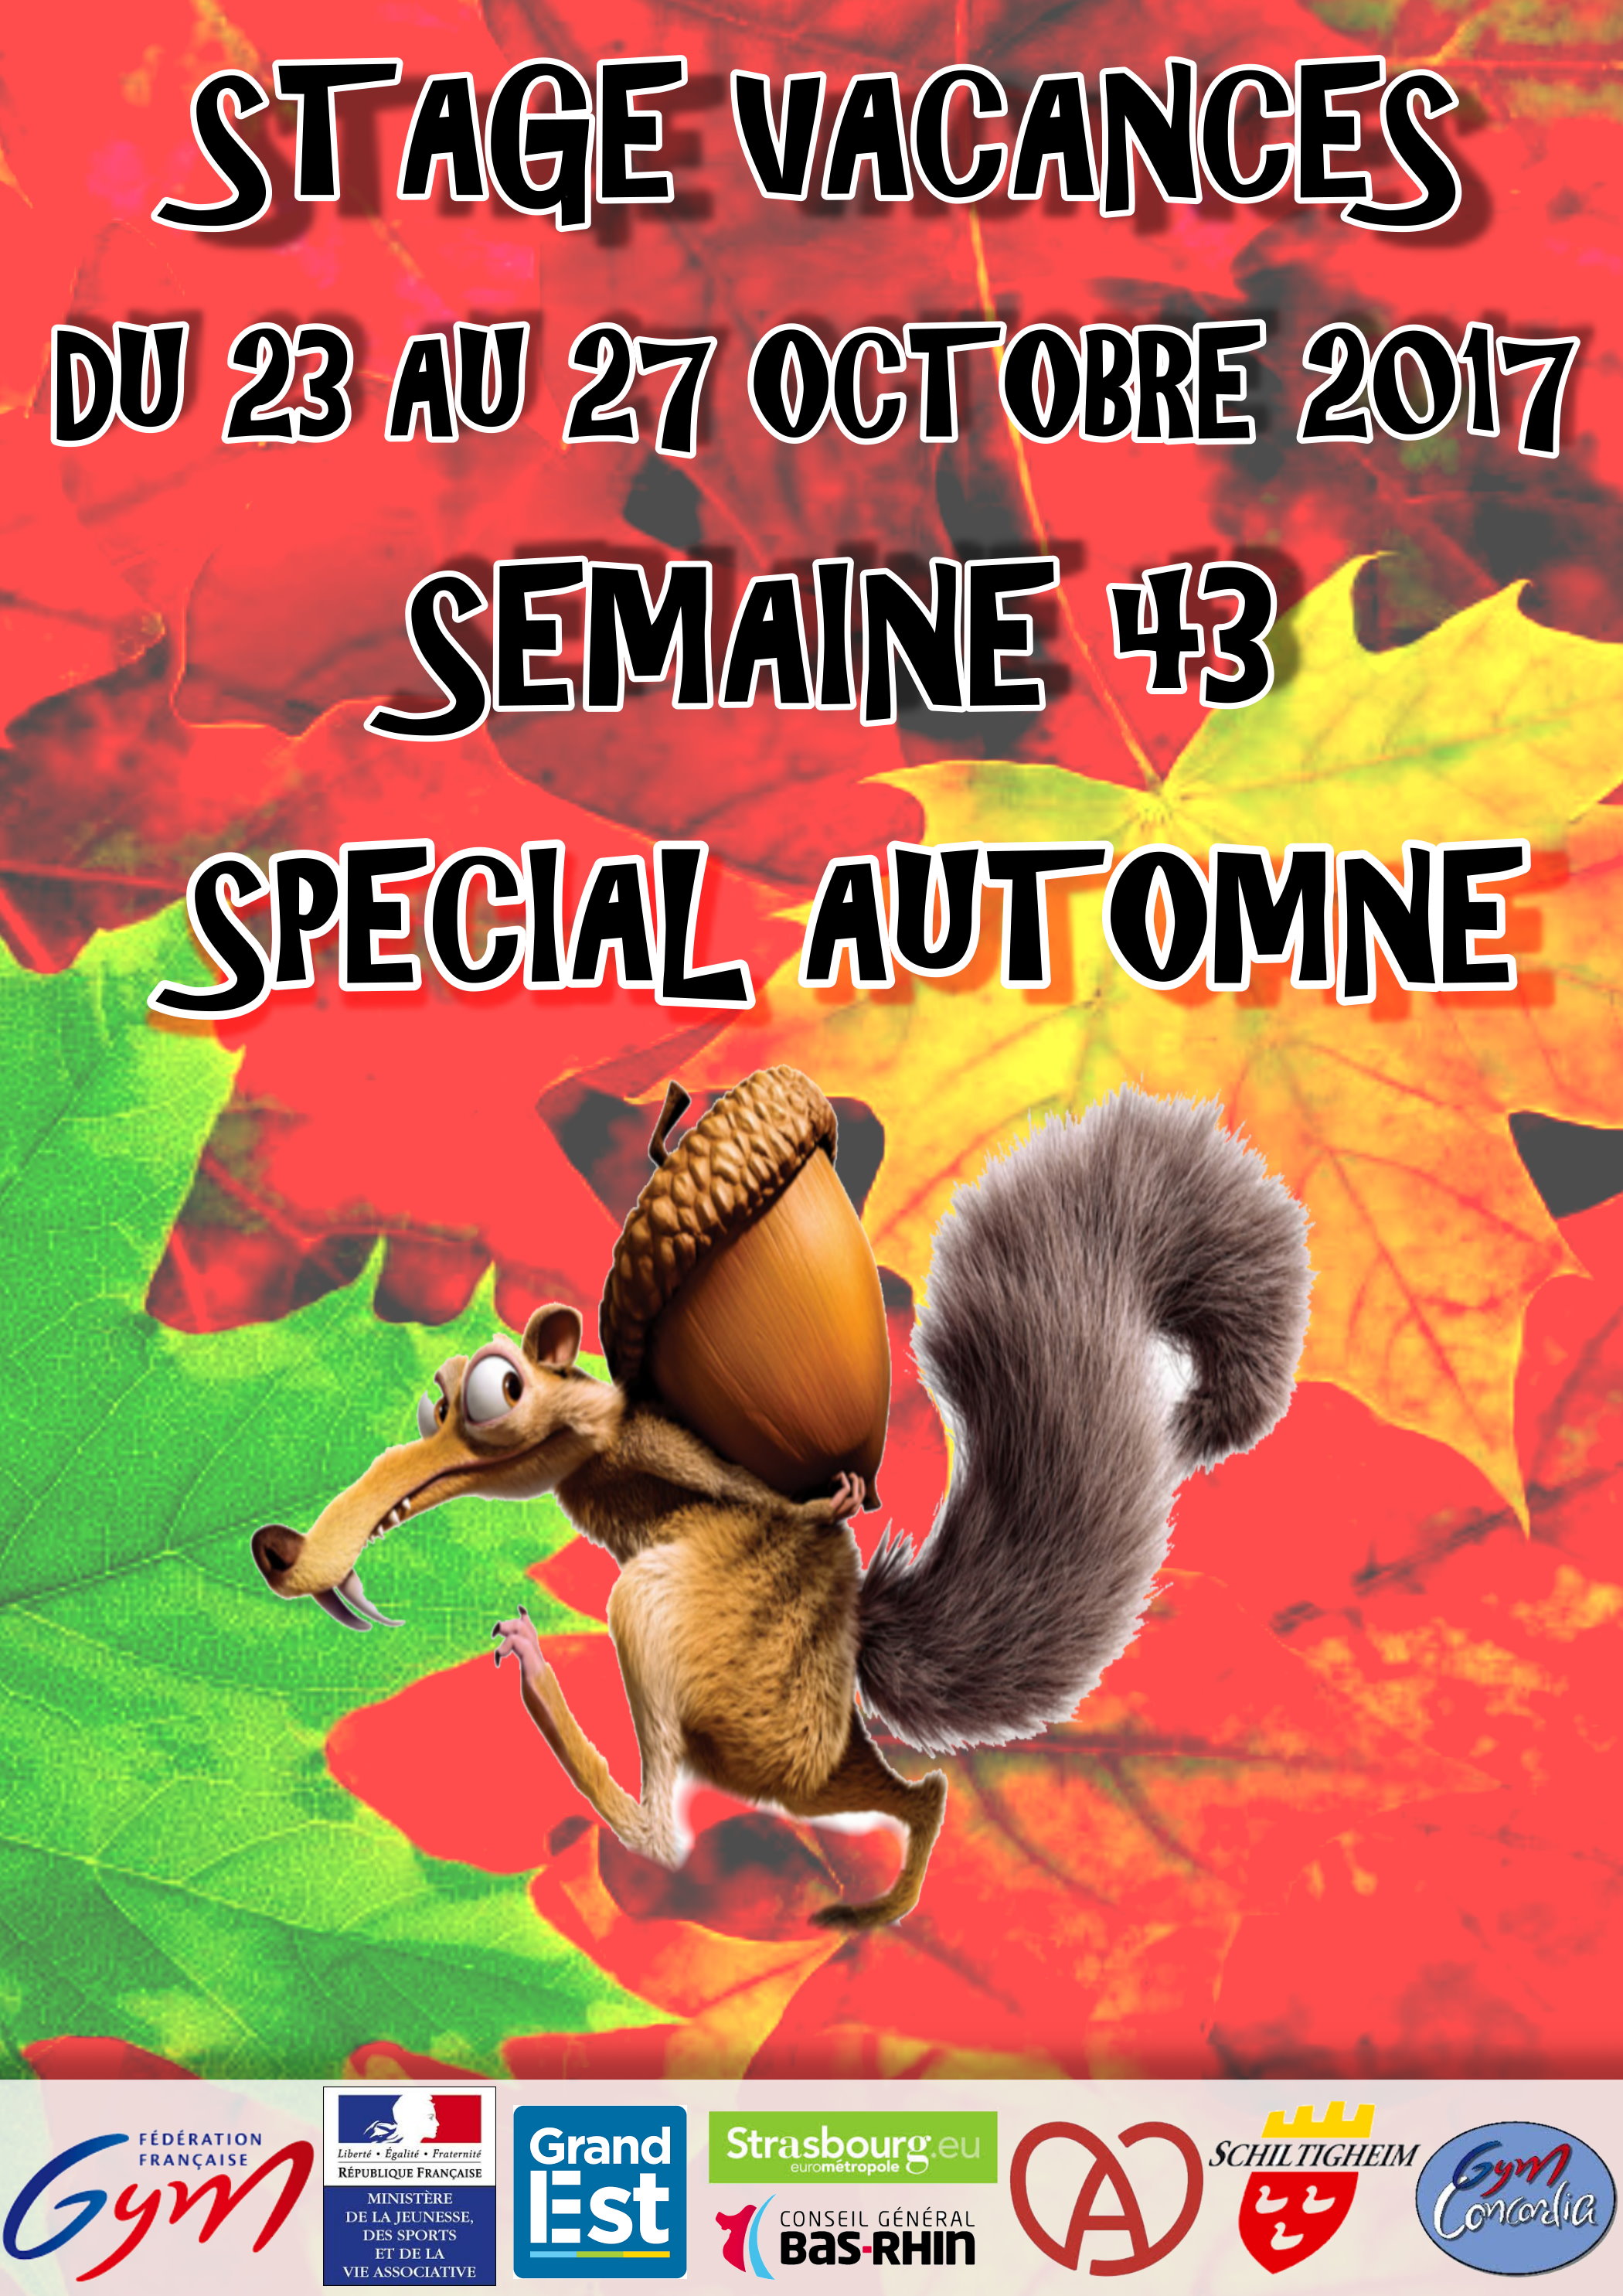 STAGE VACANCES
DU 23 AU 27 OCTOBRE 2017
SEMAINE 43
SPECIAL AUTOMNE
FÉDÉRATION
FRANÇAISE
Gym
Liberté • Égalité • Fraternité
RÉPUBLIQUE FRANÇAISE
MINISTÈRE
DE LA JEUNESSE,
DES SPORTS
ET DE LA
VIE ASSOCIATIVE
Grand
Est
Strasbourg.eu
eurométropole
CONSEIL GÉNÉRAL
BAS-RHIN
A
SCHILTIGHEIM
Gym
Concordia